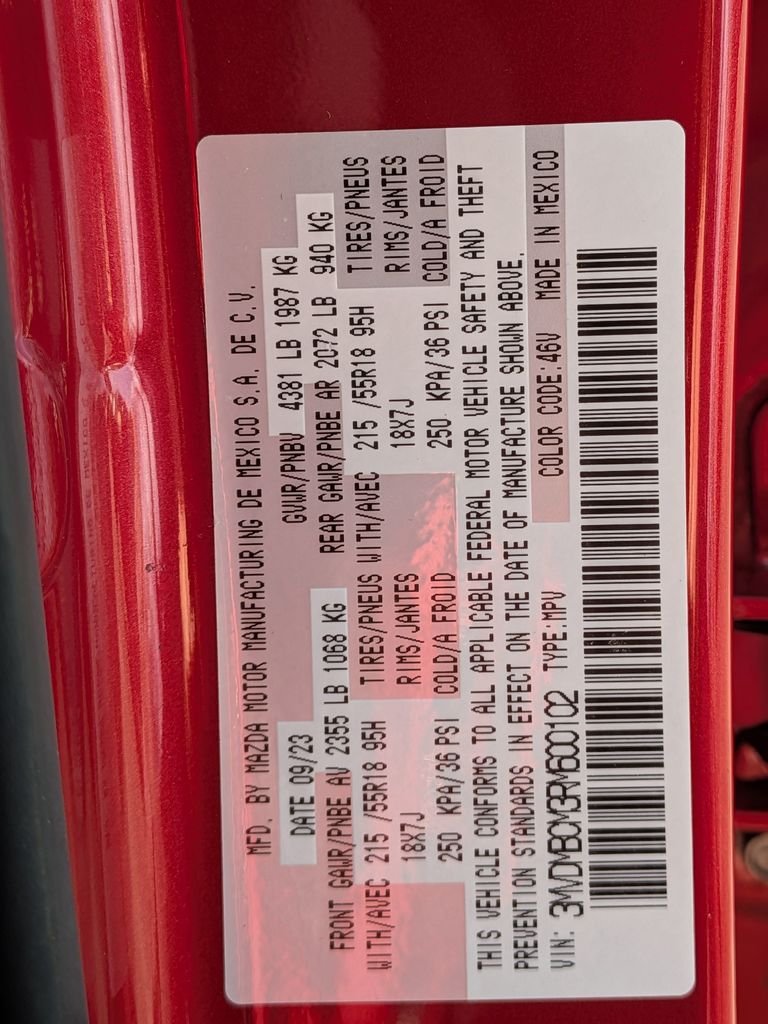 MFD. BY MAZDA MOTOR MANUFACTURING DE MEXICO S.A. DE C.V.
DATE 09/23 GVWR/PNBV 4381 LB 1987 KG
FRONT GAWR/PNBE AV 2355 LB 1068 KG REAR GAWR/PNBE AR 2072 LB 940 KG
WITH/AVEC 215 /55R18 95H TIRES/PNEUS WITH/AVEC 215 /55R18 95H TIRES/PNEUS
18X7J RIMS/JANTES 18X7J RIMS/JANTES
250 KPA/36 PSI COLD/A FROID 250 KPA/36 PSI COLD/A FROID
THIS VEHICLE CONFORMS TO ALL APPLICABLE FEDERAL MOTOR VEHICLE SAFETY AND THEFT
PREVENTION STANDARDS IN EFFECT ON THE DATE OF MANUFACTURE SHOWN ABOVE.
VIN: 3MVDMBCM3RM600102 TYPE:MPV COLOR CODE:46V MADE IN MEXICO